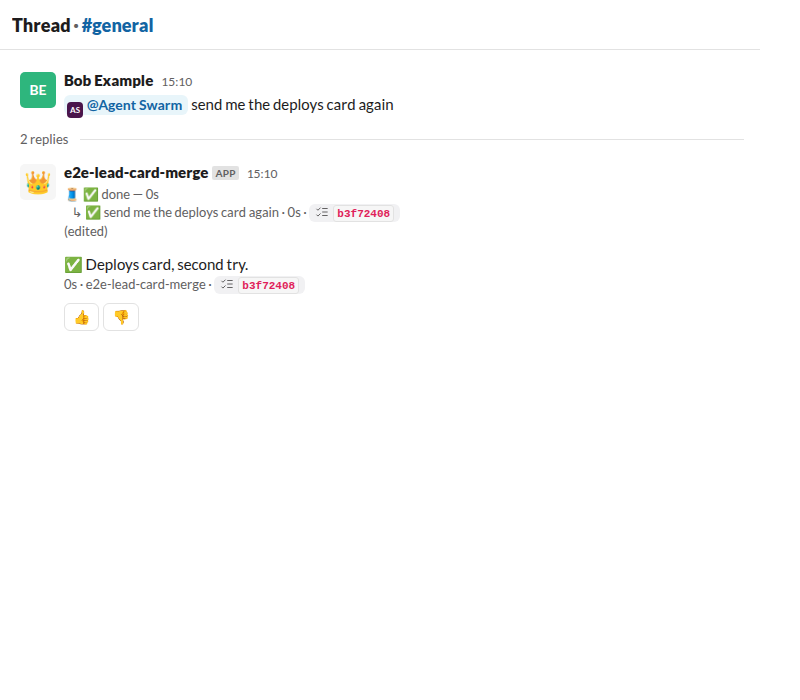 Thread • #general
BE
Bob Example 15:10
AS @Agent Swarm send me the deploys card again
2 replies
e2e-lead-card-merge APP 15:10
🧵 ✅ done — 0s
↳ ✅ send me the deploys card again · 0s · b3f72408
(edited)
✅ Deploys card, second try.
0s · e2e-lead-card-merge · b3f72408
👍 👎